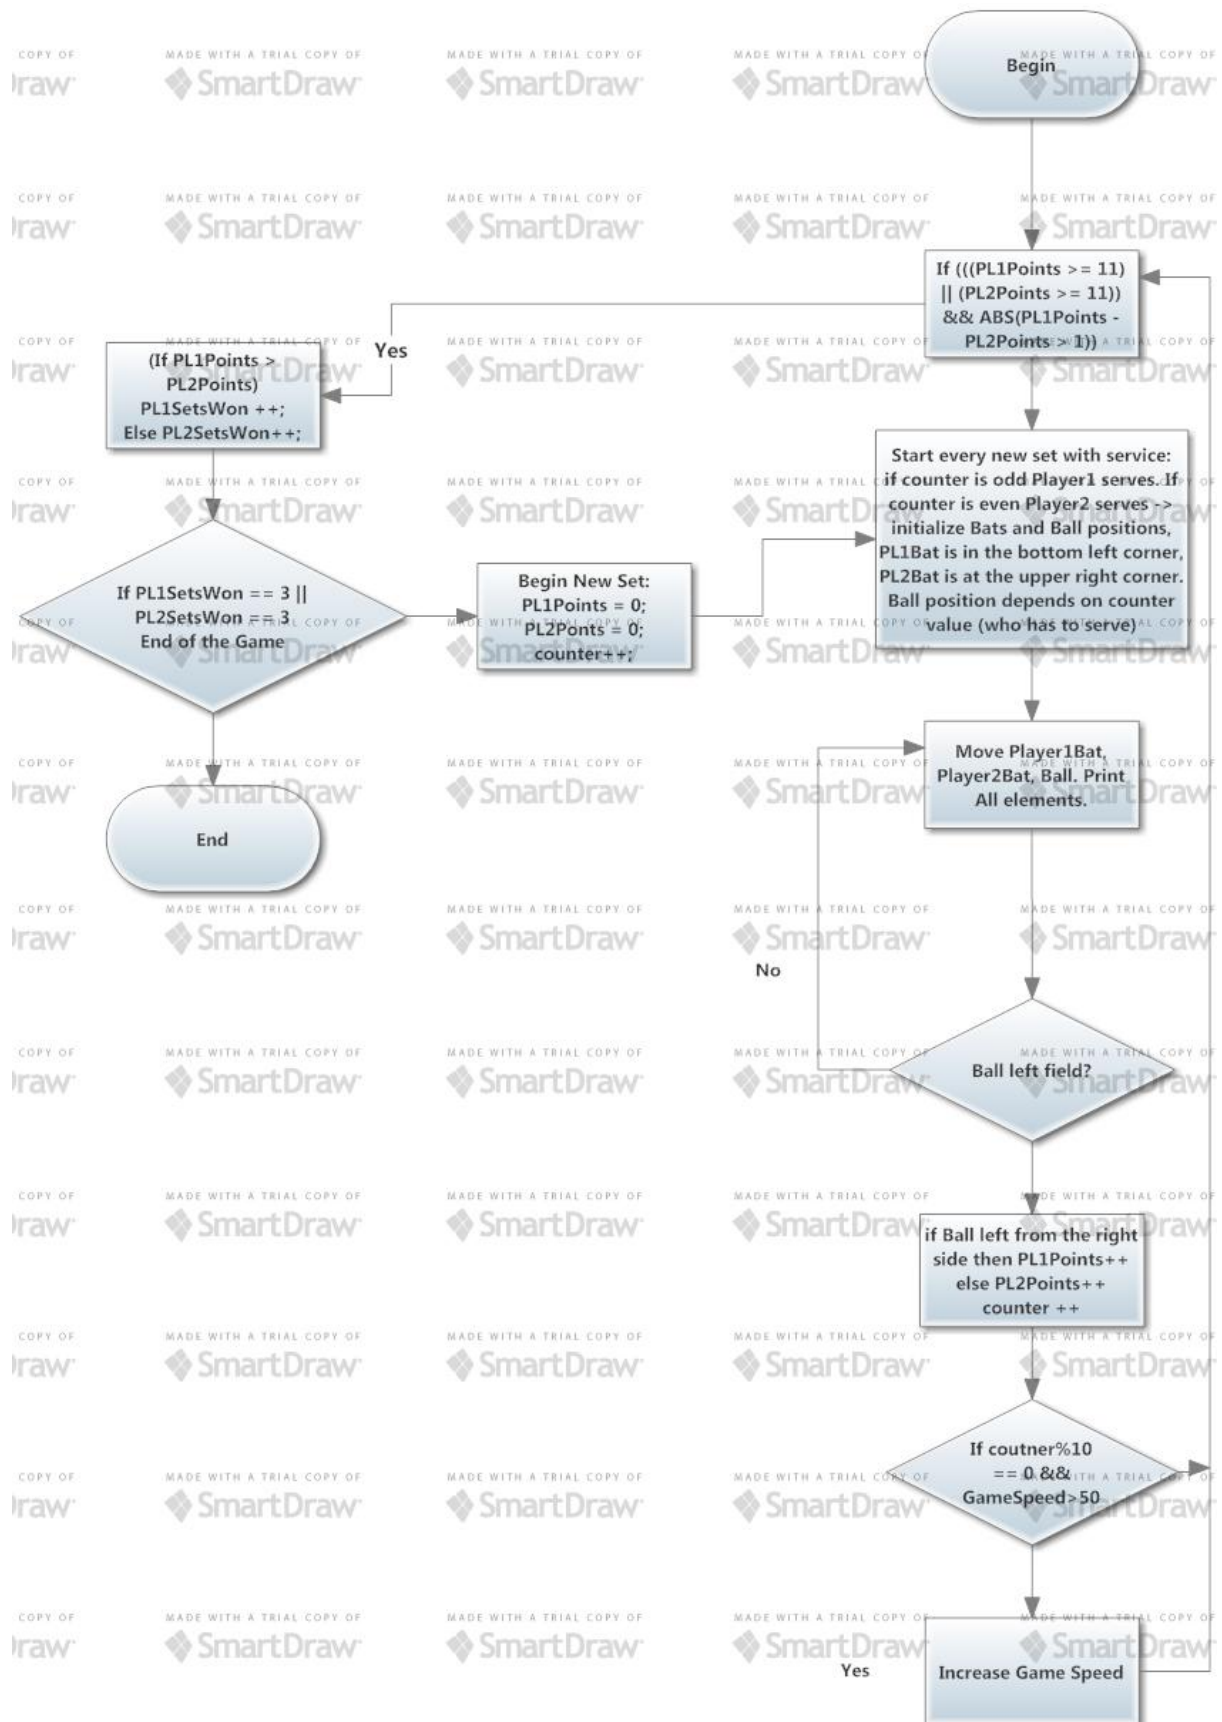 Begin
If (((PL1Points >= 11)
|| (PL2Points >= 11))
&& ABS(PL1Points -
PL2Points > 1))
Yes
(If PL1Points >
PL2Points)
PL1SetsWon ++;
Else PL2SetsWon++;
Start every new set with service:
if counter is odd Player1 serves. If
counter is even Player2 serves ->
initialize Bats and Ball positions,
PL1Bat is in the bottom left corner,
PL2Bat is at the upper right corner.
Ball position depends on counter
value (who has to serve)
If PL1SetsWon == 3 ||
PL2SetsWon == 3
End of the Game
Begin New Set:
PL1Points = 0;
PL2Ponts = 0;
counter++;
Move Player1Bat,
Player2Bat, Ball. Print
All elements.
End
No
Ball left field?
if Ball left from the right
side then PL1Points++
else PL2Points++
counter ++
If coutner%10
== 0 &&
GameSpeed>50
Yes
Increase Game Speed
MADE WITH A TRIAL COPY OF
SmartDraw